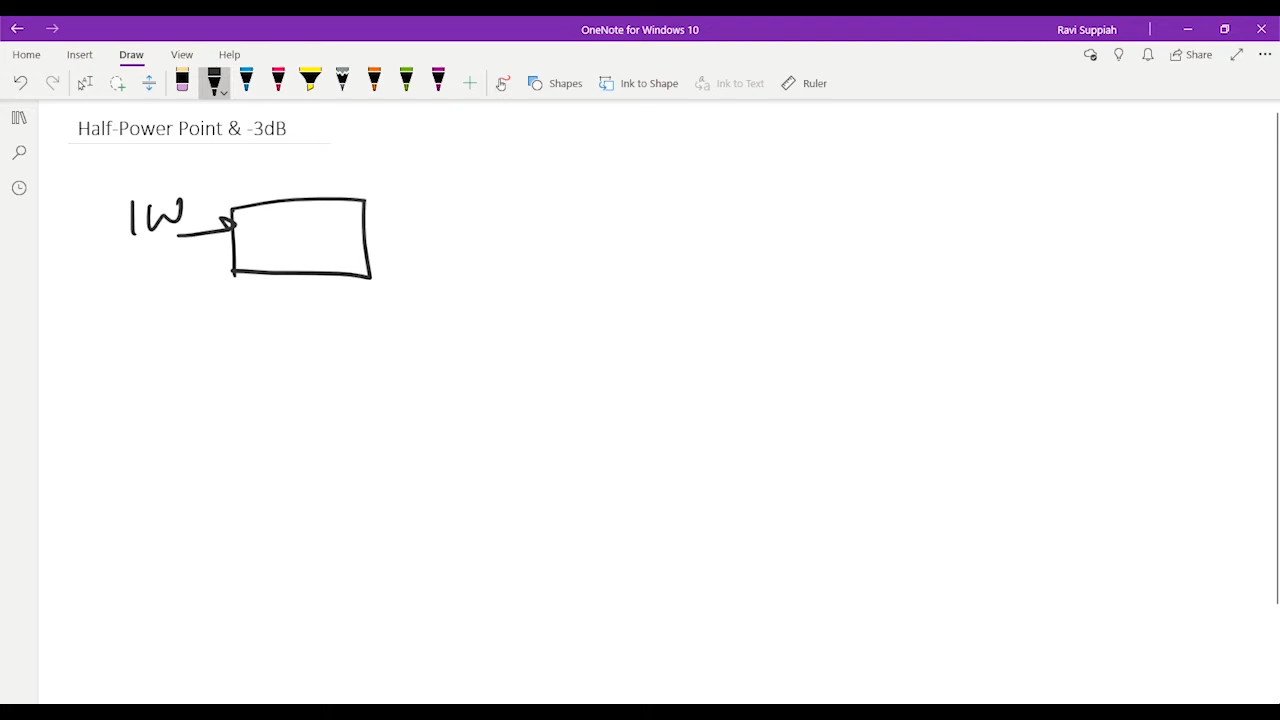 OneNote for Windows 10
Ravi Suppiah
Home Insert Draw View Help
Share
Shapes Ink to Shape Ink to Text Ruler
Half-Power Point & -3dB
1W